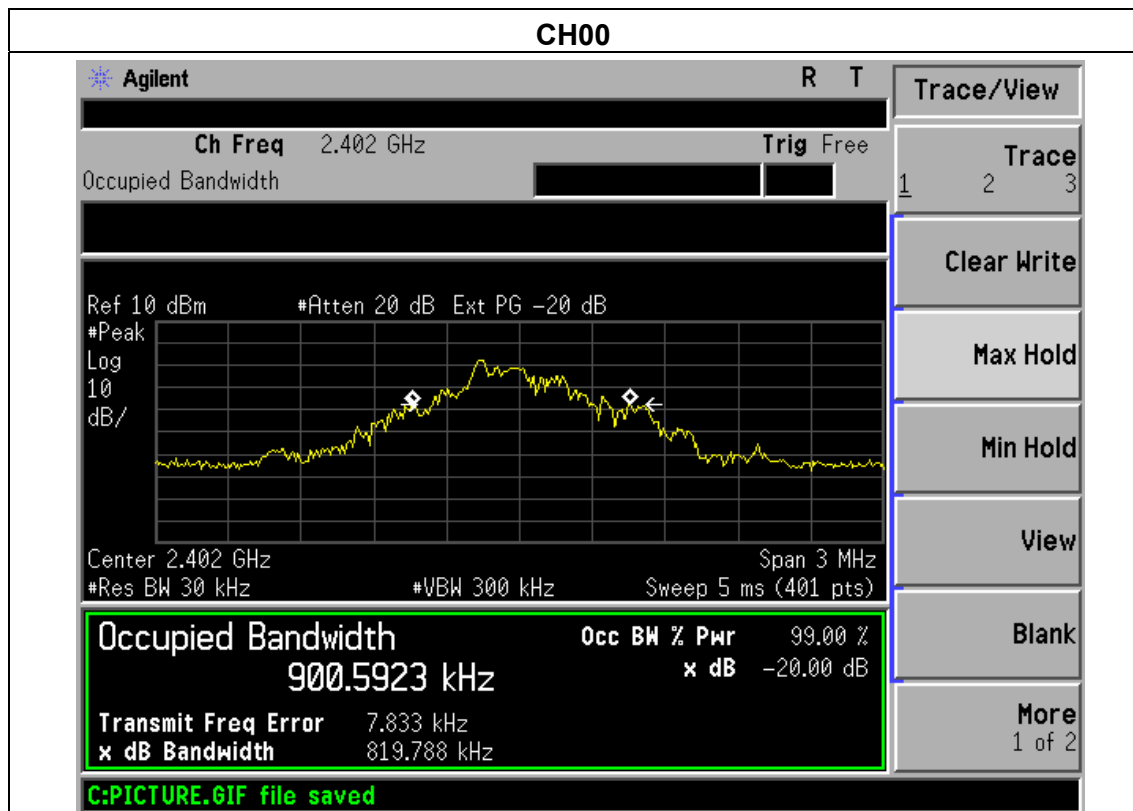 CH00
Agilent R T
Ch Freq 2.402 GHz Trig Free
Occupied Bandwidth
Ref 10 dBm #Atten 20 dB Ext PG -20 dB
#Peak
Log
10
dB/
Center 2.402 GHz Span 3 MHz
#Res BW 30 kHz #VBW 300 kHz Sweep 5 ms (401 pts)
Occupied Bandwidth
900.5923 kHz
Occ BW % Pwr 99.00 %
x dB -20.00 dB
Transmit Freq Error 7.833 kHz
x dB Bandwidth 819.788 kHz
C:PICTURE.GIF file saved
Trace/View
Trace
1 2 3
Clear Write
Max Hold
Min Hold
View
Blank
More
1 of 2